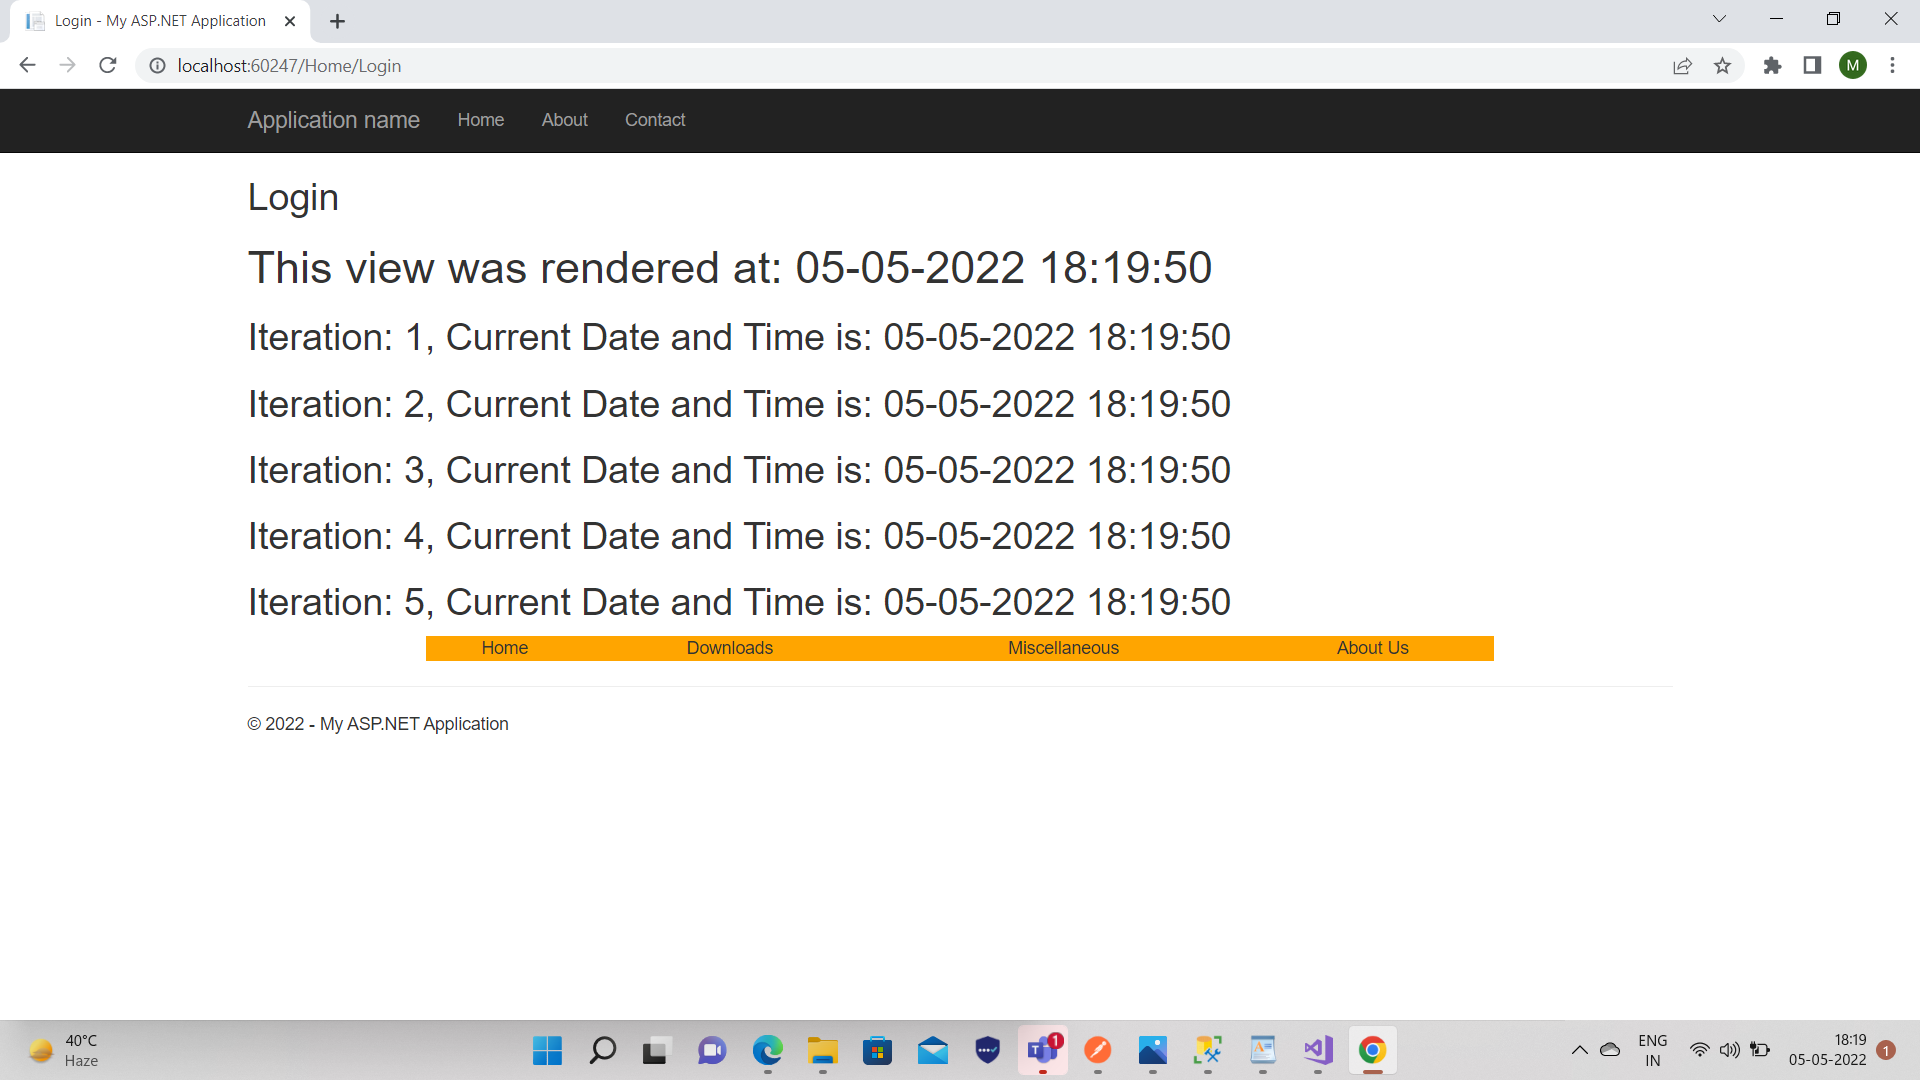 Login - My ASP.NET Application
localhost:60247/Home/Login
M
Application name Home About Contact
Login
This view was rendered at: 05-05-2022 18:19:50
Iteration: 1, Current Date and Time is: 05-05-2022 18:19:50
Iteration: 2, Current Date and Time is: 05-05-2022 18:19:50
Iteration: 3, Current Date and Time is: 05-05-2022 18:19:50
Iteration: 4, Current Date and Time is: 05-05-2022 18:19:50
Iteration: 5, Current Date and Time is: 05-05-2022 18:19:50
Home Downloads Miscellaneous About Us
© 2022 - My ASP.NET Application
40°C
Haze
1
ENG
IN
18:19
05-05-2022
1